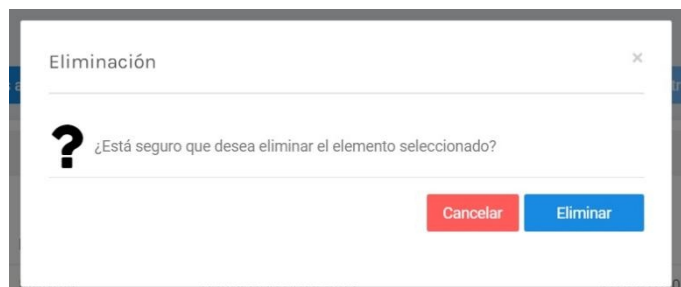 Eliminación
×
¿Está seguro que desea eliminar el elemento seleccionado?
Cancelar Eliminar